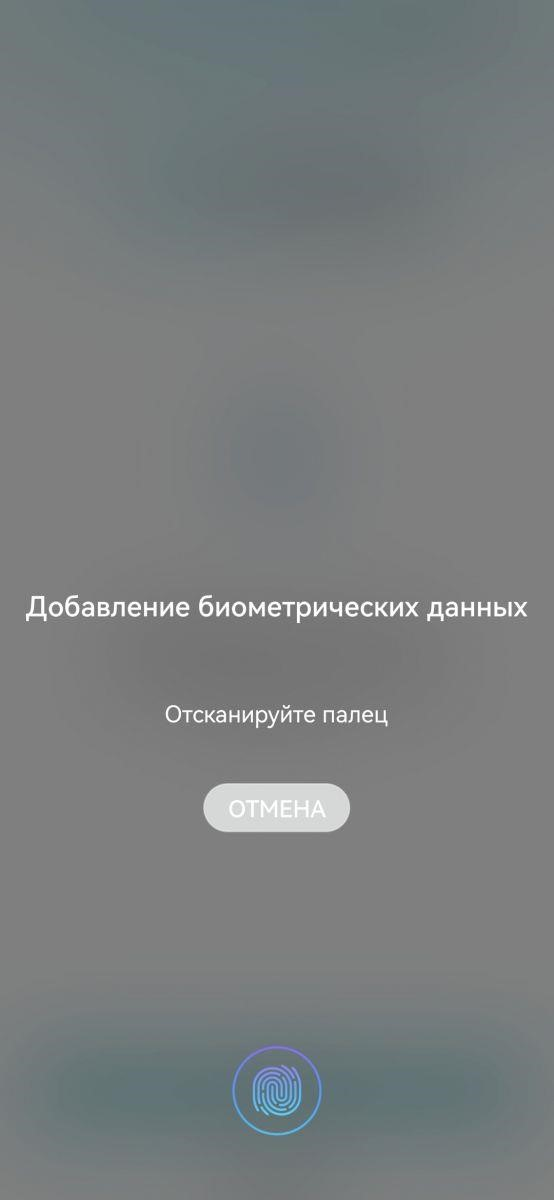 Добавление биометрических данных
Отсканируйте палец
ОТМЕНА